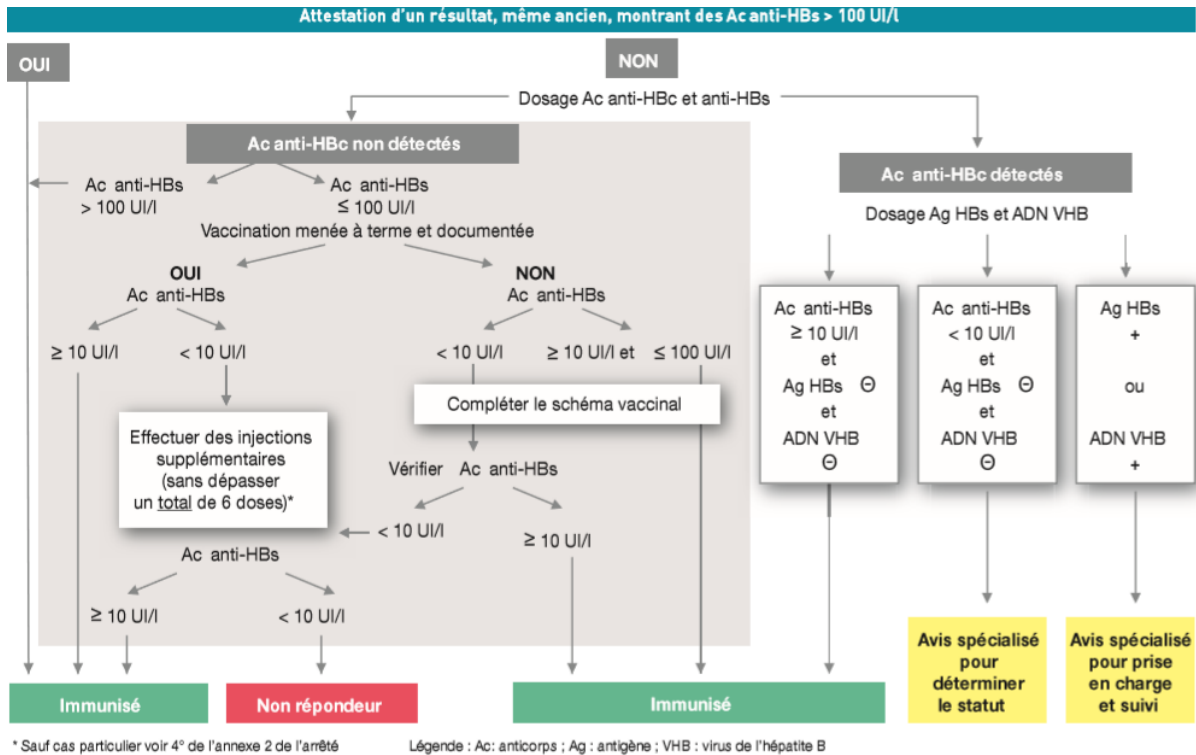 Attestation d'un résultat, même ancien, montrant des Ac anti-HBs > 100 UI/l
OUI
NON
Dosage Ac anti-HBc et anti-HBs
Ac anti-HBc non détectés
Ac anti-HBs
> 100 UI/l
Ac anti-HBs
≤ 100 UI/l
Vaccination menée à terme et documentée
OUI
Ac anti-HBs
NON
Ac anti-HBs
≥ 10 UI/l
< 10 UI/l
< 10 UI/l
≥ 10 UI/l et
≤ 100 UI/l
Effectuer des injections
supplémentaires
(sans dépasser
un total de 6 doses)*
Compléter le schéma vaccinal
Vérifier Ac anti-HBs
< 10 UI/l
≥ 10 UI/l
Ac anti-HBs
≥ 10 UI/l
< 10 UI/l
Ac anti-HBc détectés
Dosage Ag HBs et ADN VHB
Ac anti-HBs
≥ 10 UI/l
et
Ag HBs ⊖
et
ADN VHB
⊖
Ac anti-HBs
< 10 UI/l
et
Ag HBs ⊖
et
ADN VHB
⊖
Ag HBs
+
ou
ADN VHB
+
Immunisé
Non répondeur
Immunisé
Avis spécialisé
pour
déterminer
le statut
Avis spécialisé
pour prise
en charge
et suivi
* Sauf cas particulier voir 4° de l'annexe 2 de l'arrêté
Légende : Ac: anticorps ; Ag : antigène ; VHB : virus de l'hépatite B